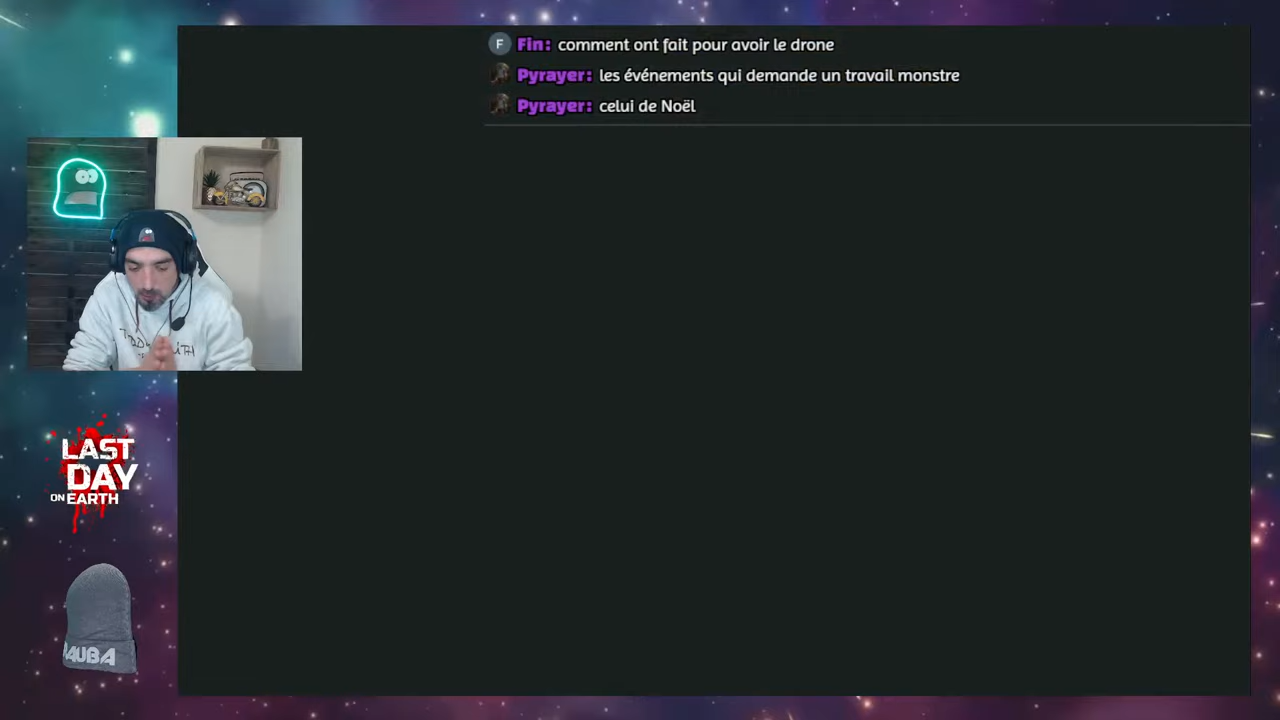 Fin: comment ont fait pour avoir le drone
Pyrayer: les événements qui demande un travail monstre
Pyrayer: celui de Noël
LAST
DAY
ON EARTH